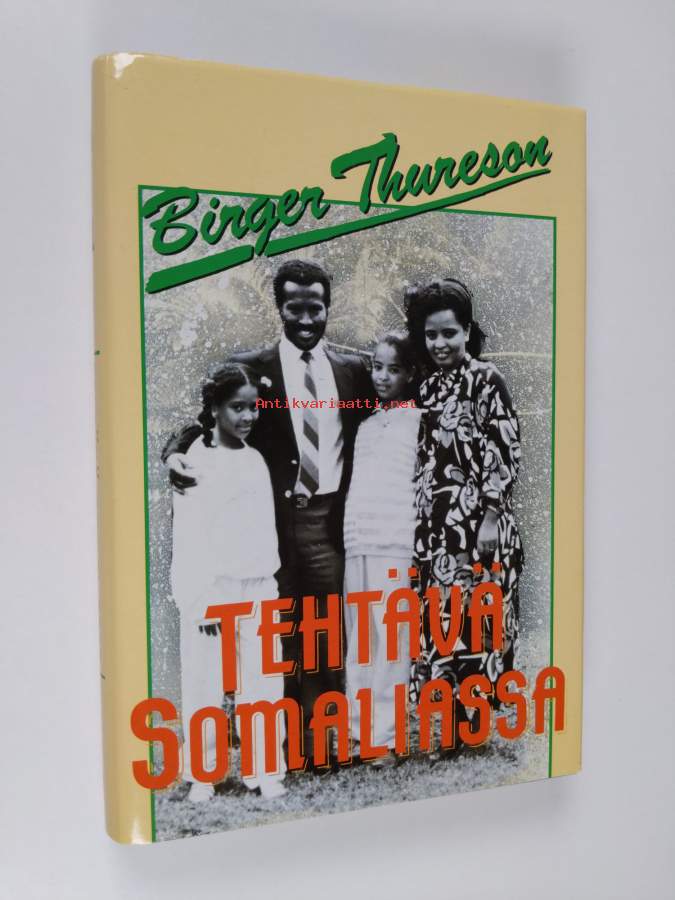 Birger Thureson
Antikvariaatti.net
TEHTÄVÄ
SOMALIASSA